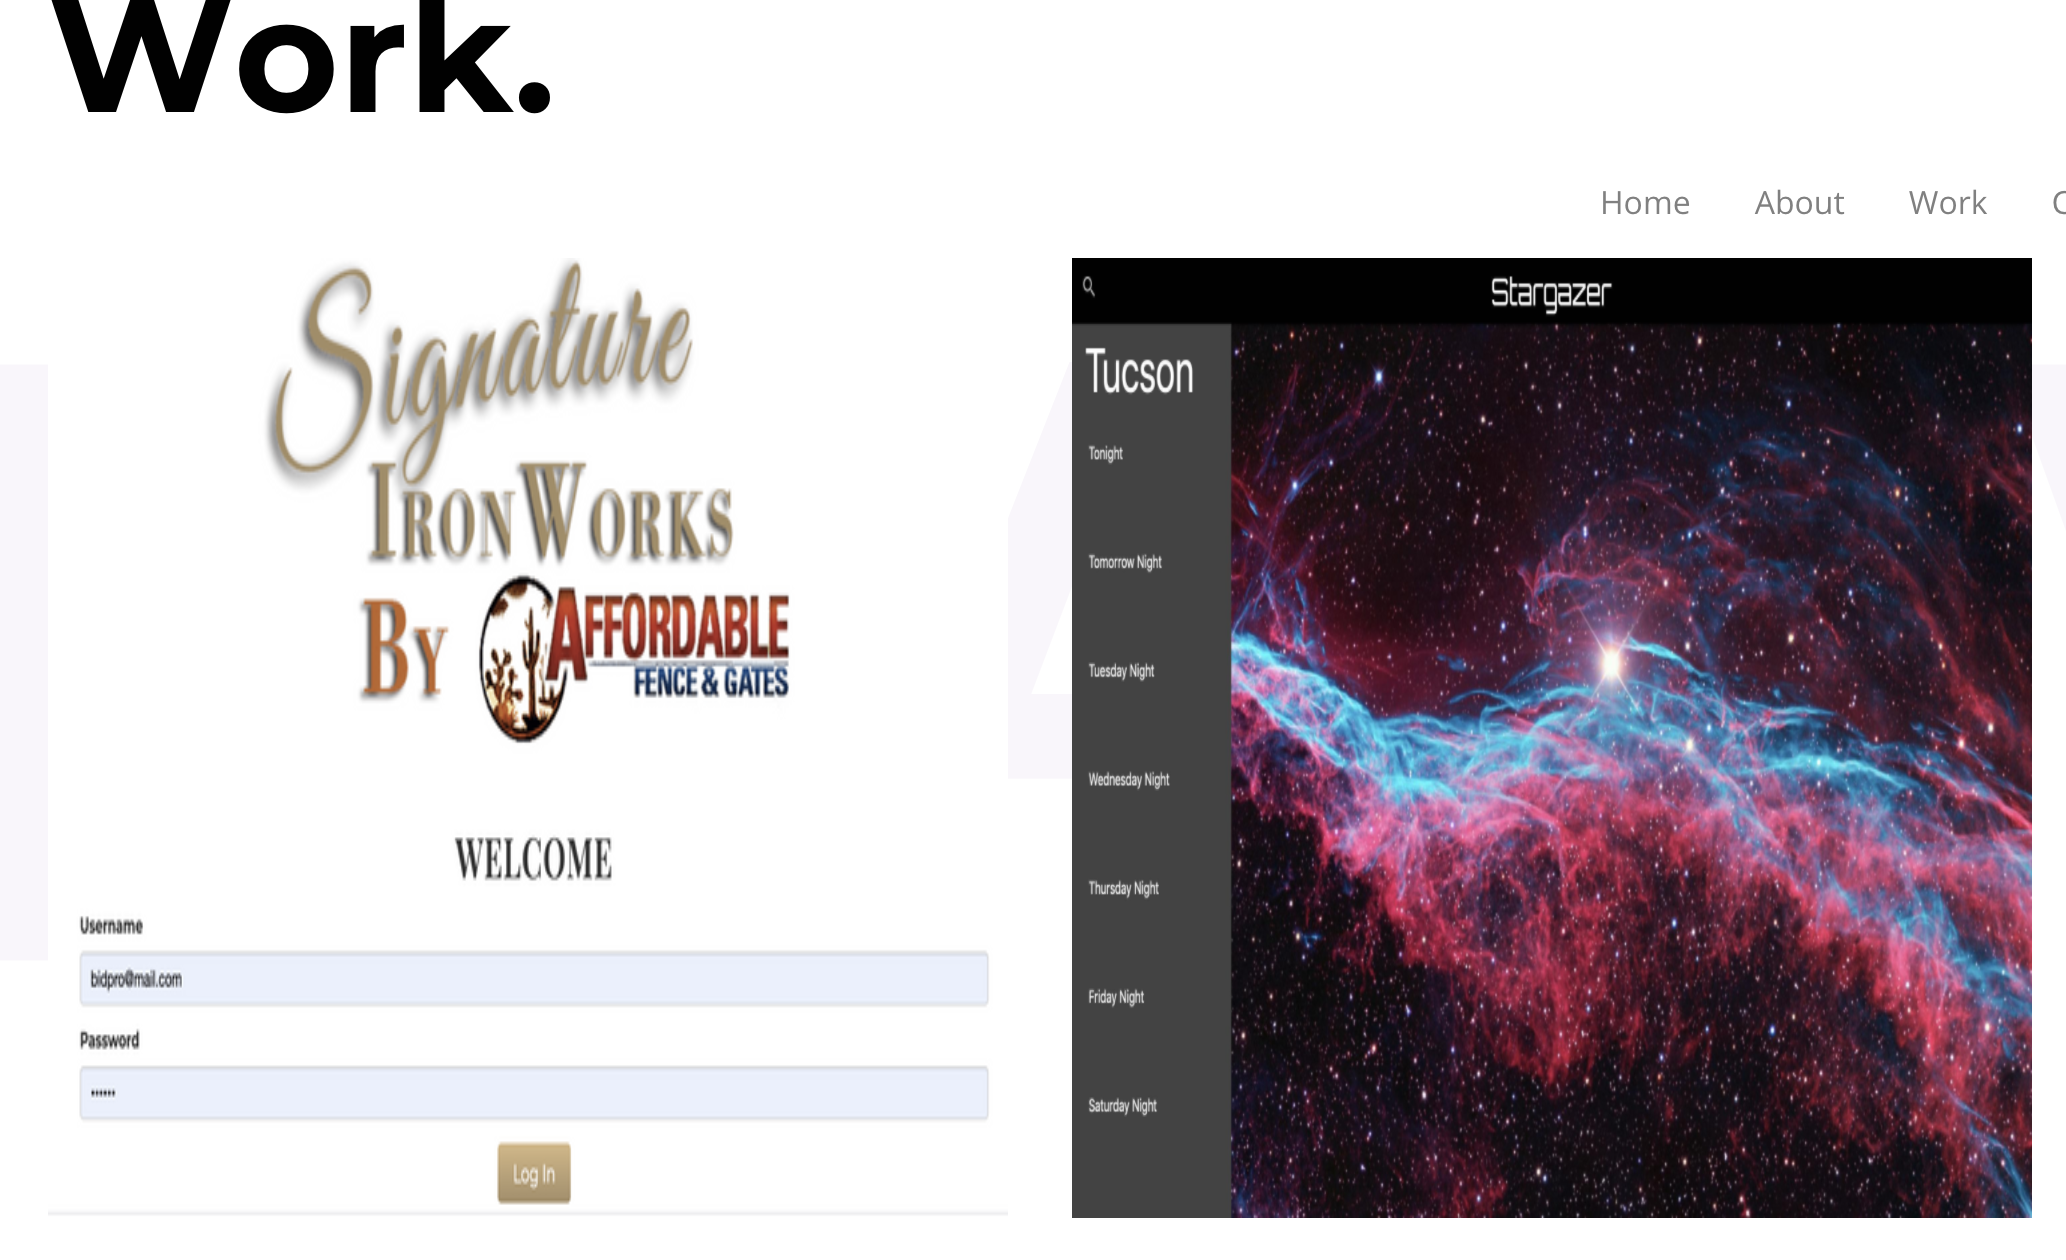 Work.
Home About Work C
Signature
IRONWORKS
BY AFFORDABLE
FENCE & GATES
WELCOME
Username
bidpro@mail.com
Password
••••••
Log In
Stargazer
Tucson
Tonight
Tomorrow Night
Tuesday Night
Wednesday Night
Thursday Night
Friday Night
Saturday Night